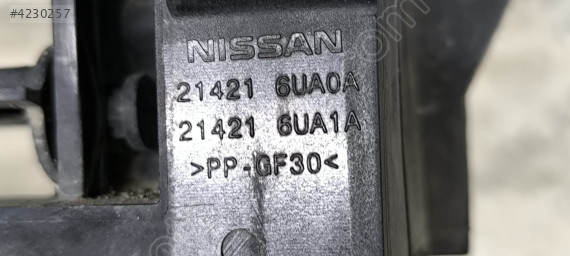 #4230257
NISSAN
21421 6UA0A
21421 6UA1A
>PP-GF30<